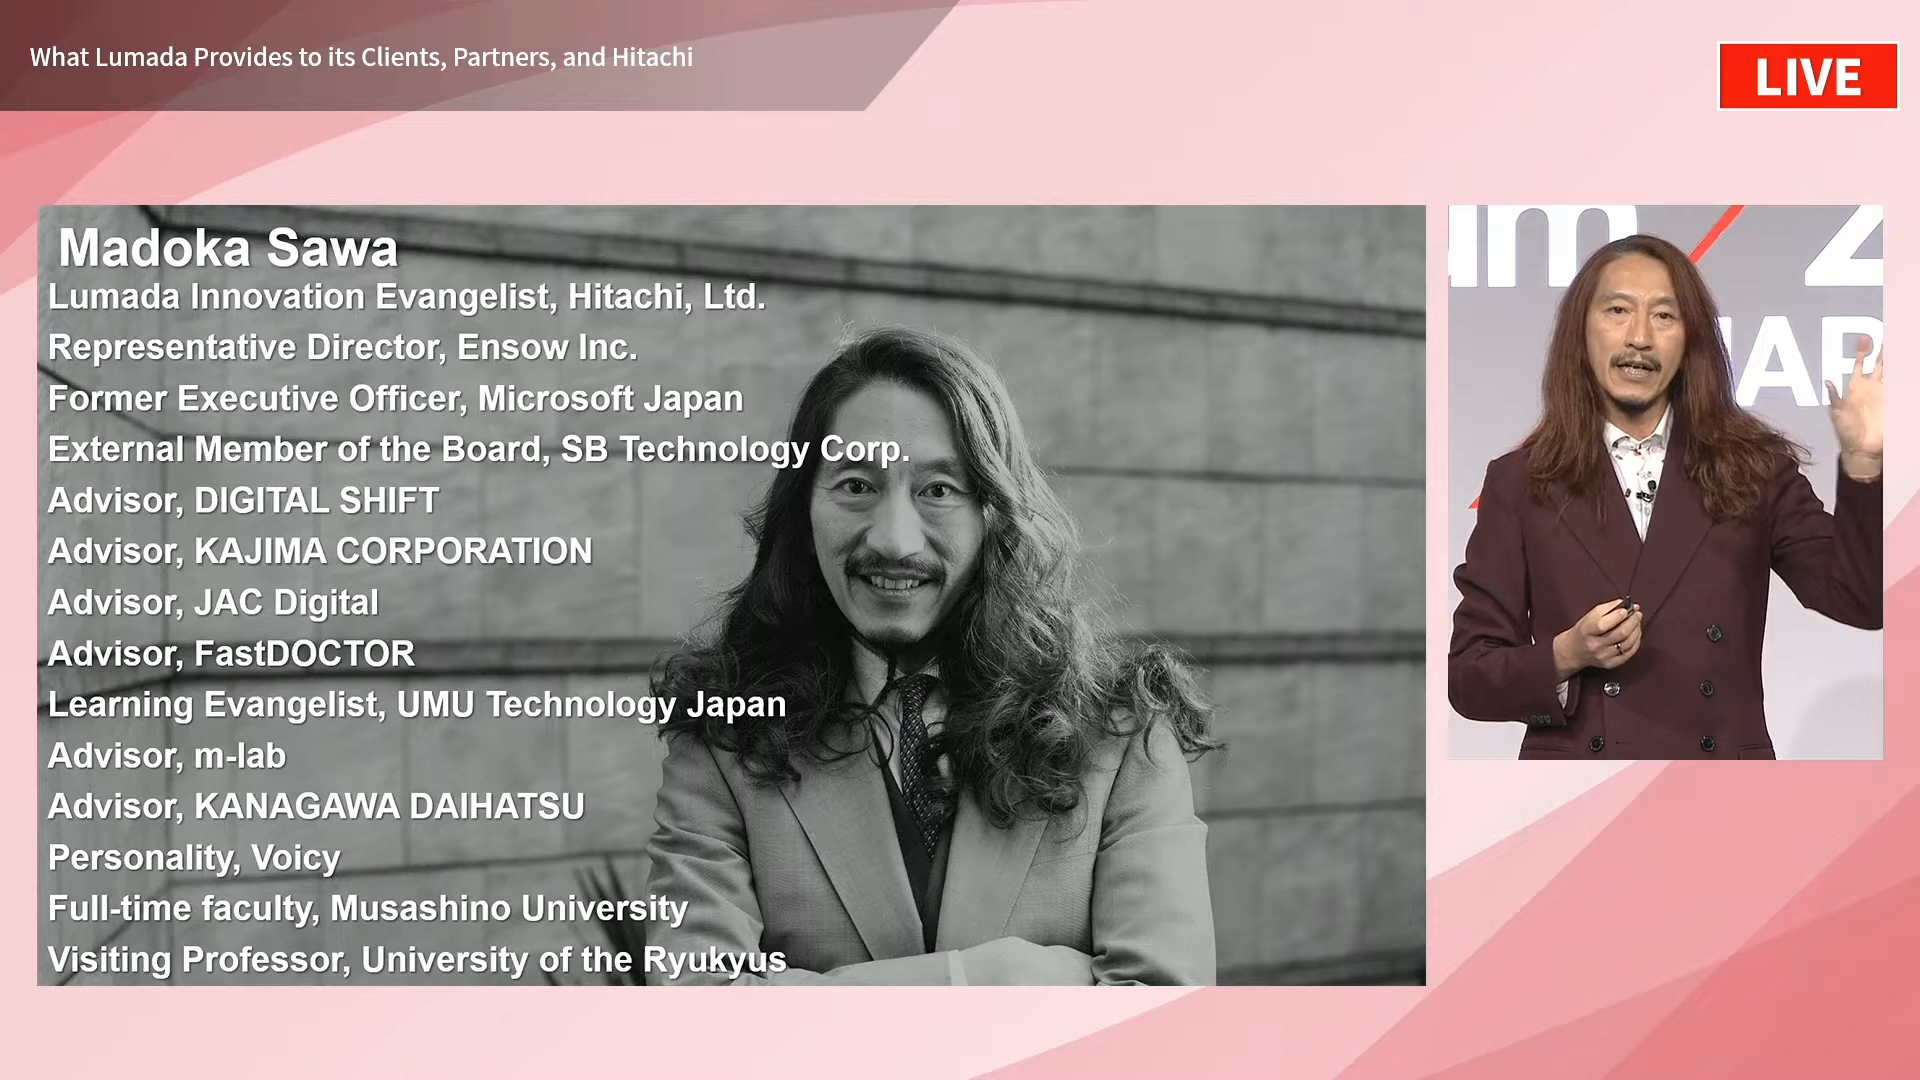 What Lumada Provides to its Clients, Partners, and Hitachi
LIVE
Madoka Sawa
Lumada Innovation Evangelist, Hitachi, Ltd.
Representative Director, Ensow Inc.
Former Executive Officer, Microsoft Japan
External Member of the Board, SB Technology Corp.
Advisor, DIGITAL SHIFT
Advisor, KAJIMA CORPORATION
Advisor, JAC Digital
Advisor, FastDOCTOR
Learning Evangelist, UMU Technology Japan
Advisor, m-lab
Advisor, KANAGAWA DAIHATSU
Personality, Voicy
Full-time faculty, Musashino University
Visiting Professor, University of the Ryukyus